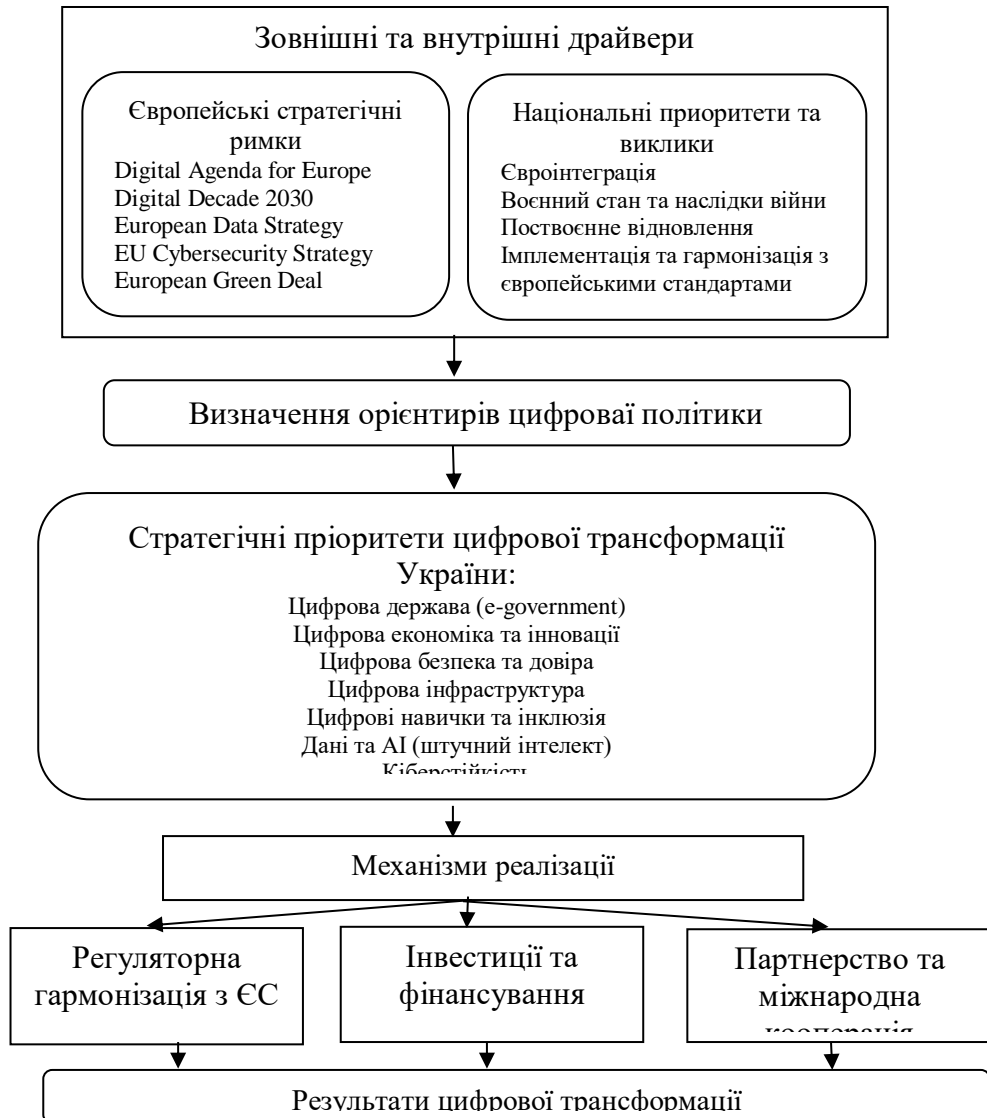 Зовнішні та внутрішні драйвери
Європейські стратегічні
римки
Digital Agenda for Europe
Digital Decade 2030
European Data Strategy
EU Cybersecurity Strategy
European Green Deal
Національні приоритети та
виклики
Євроінтеграція
Воєнний стан та наслідки війни
Поствоєнне відновлення
Імплементація та гармонізація з
європейськими стандартами
Визначення орієнтирів цифроваї політики
Стратегічні пріоритети цифрової трансформації
України:
Цифрова держава (e-government)
Цифрова економіка та інновації
Цифрова безпека та довіра
Цифрова інфраструктура
Цифрові навички та інклюзія
Дані та AI (штучний інтелект)
Кіберстійкість
Механізми реалізації
Регуляторна
гармонізація з ЄС
Інвестиції та
фінансування
Партнерство та
міжнародна
кооперація
Результати цифрової трансформації